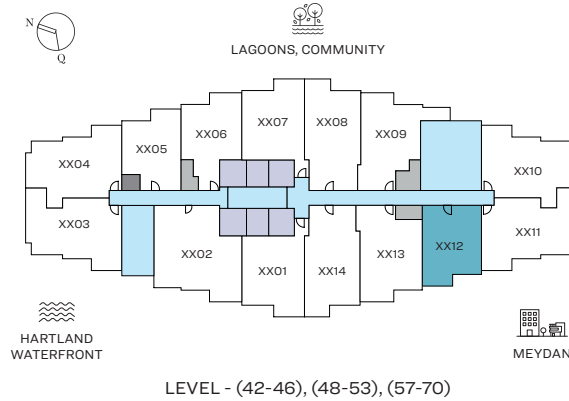 N
Q
LAGOONS, COMMUNITY
XX06
XX07
XX08
XX09
XX05
XX04
XX10
XX03
XX02
XX01
XX14
XX13
XX12
XX11
HARTLAND
WATERFRONT
MEYDAN
LEVEL - (42-46), (48-53), (57-70)